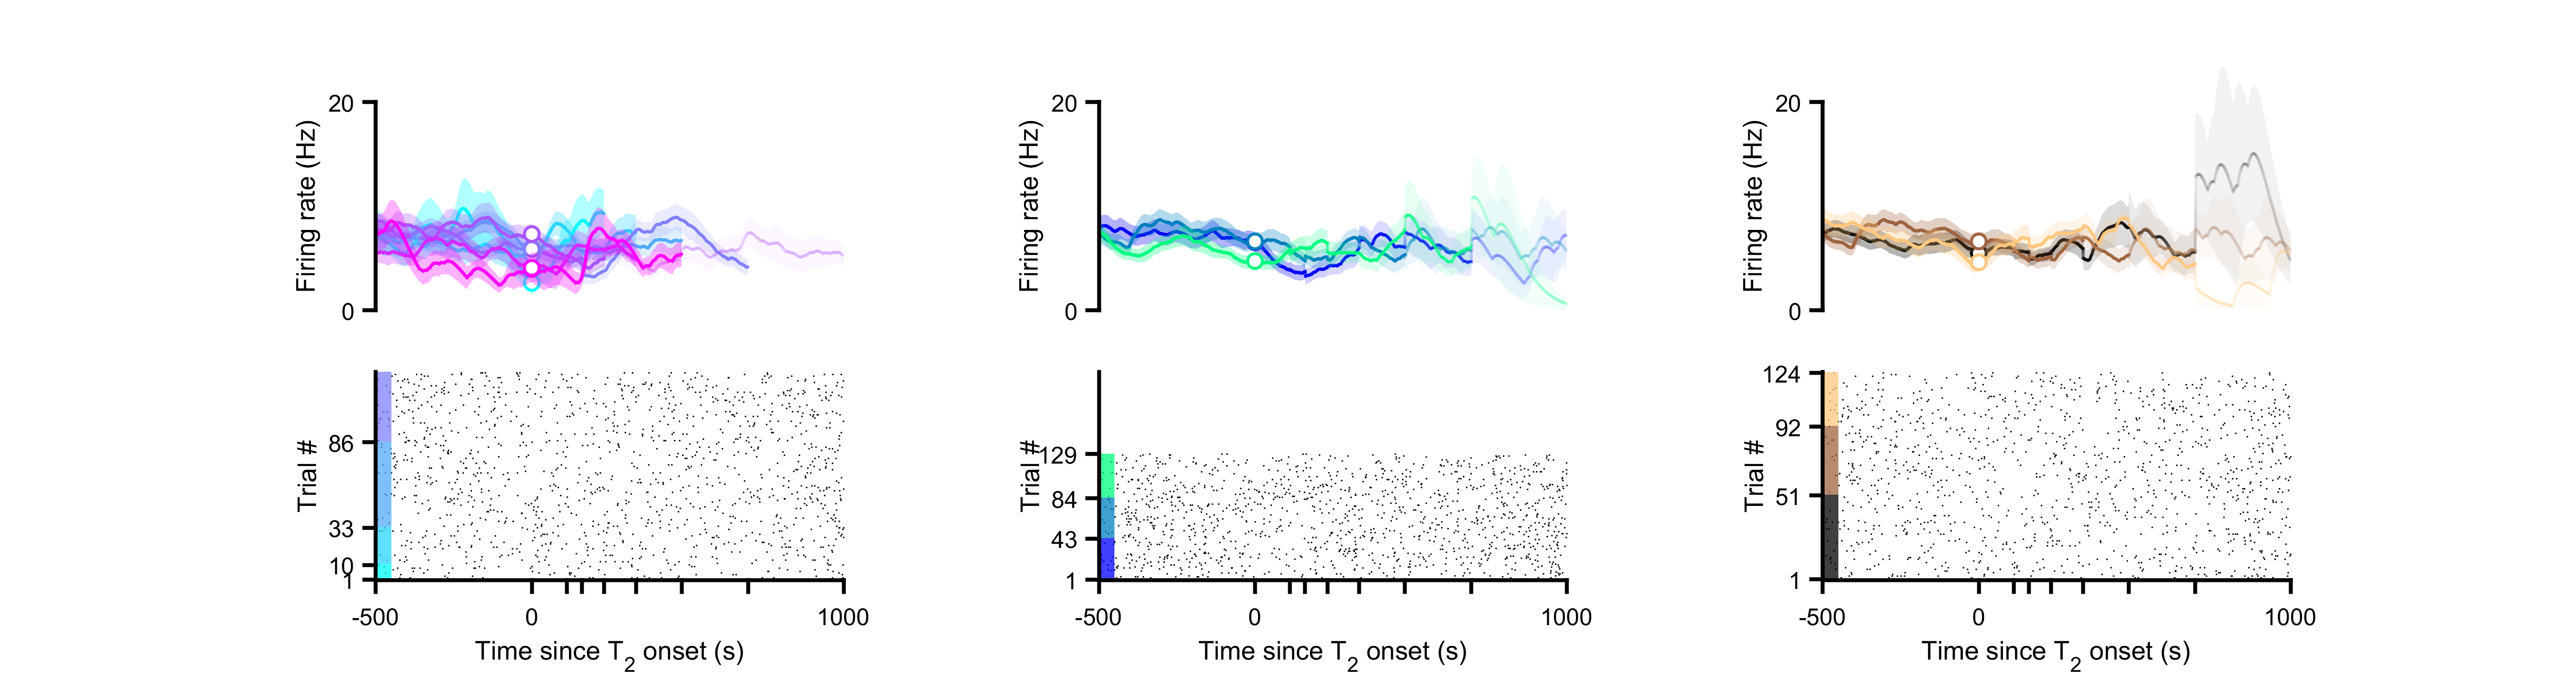 20
Firing rate (Hz)
0
20
Firing rate (Hz)
0
20
Firing rate (Hz)
0
86
33
10
1
Trial #
-500 0 1000
Time since T2 onset (s)
129
84
43
1
Trial #
-500 0 1000
Time since T2 onset (s)
124
92
51
1
Trial #
-500 0 1000
Time since T2 onset (s)